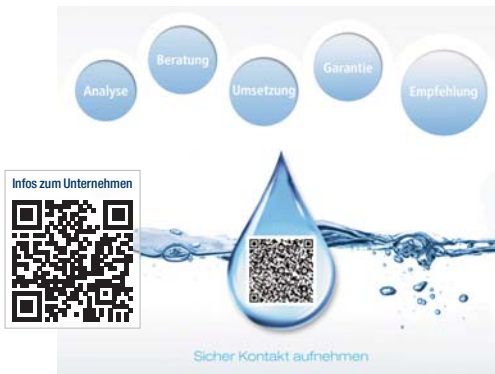 Analyse
Beratung
Umsetzung
Garantie
Empfehlung
Infos zum Unternehmen
Sicher Kontakt aufnehmen